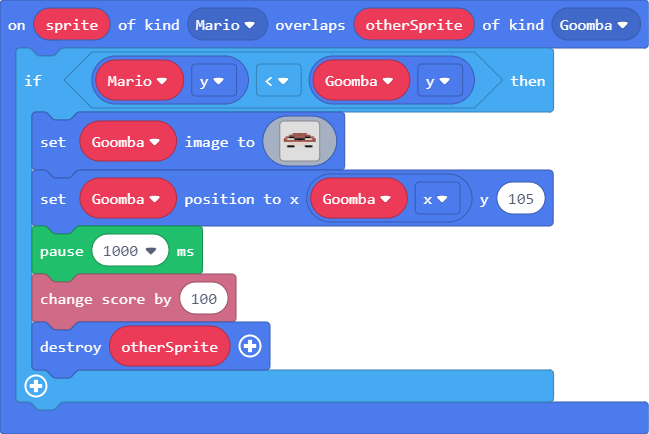 on sprite of kind Mario overlaps otherSprite of kind Goomba
if Mario y < Goomba y then
set Goomba image to
set Goomba position to x Goomba x y 105
pause 1000 ms
change score by 100
destroy otherSprite